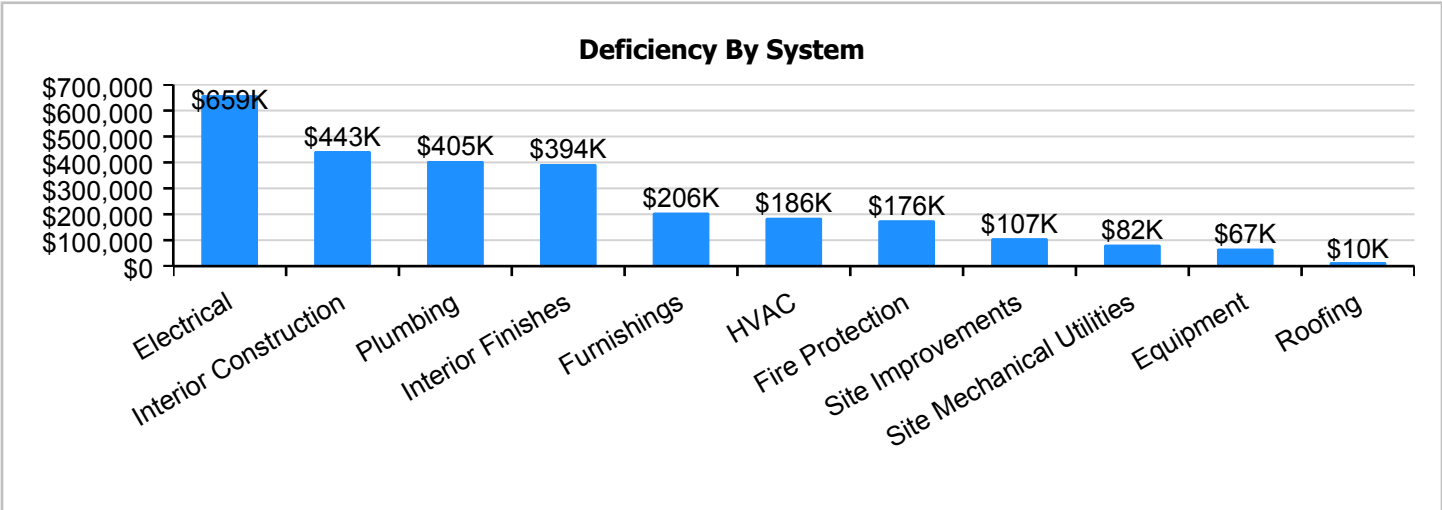 Deficiency By System
$700,000
$600,000
$500,000
$400,000
$300,000
$200,000
$100,000
$0
$659K
$443K
$405K
$394K
$206K
$186K
$176K
$107K
$82K
$67K
$10K
Electrical
Interior Construction
Plumbing
Interior Finishes
Furnishings
HVAC
Fire Protection
Site Improvements
Site Mechanical Utilities
Equipment
Roofing